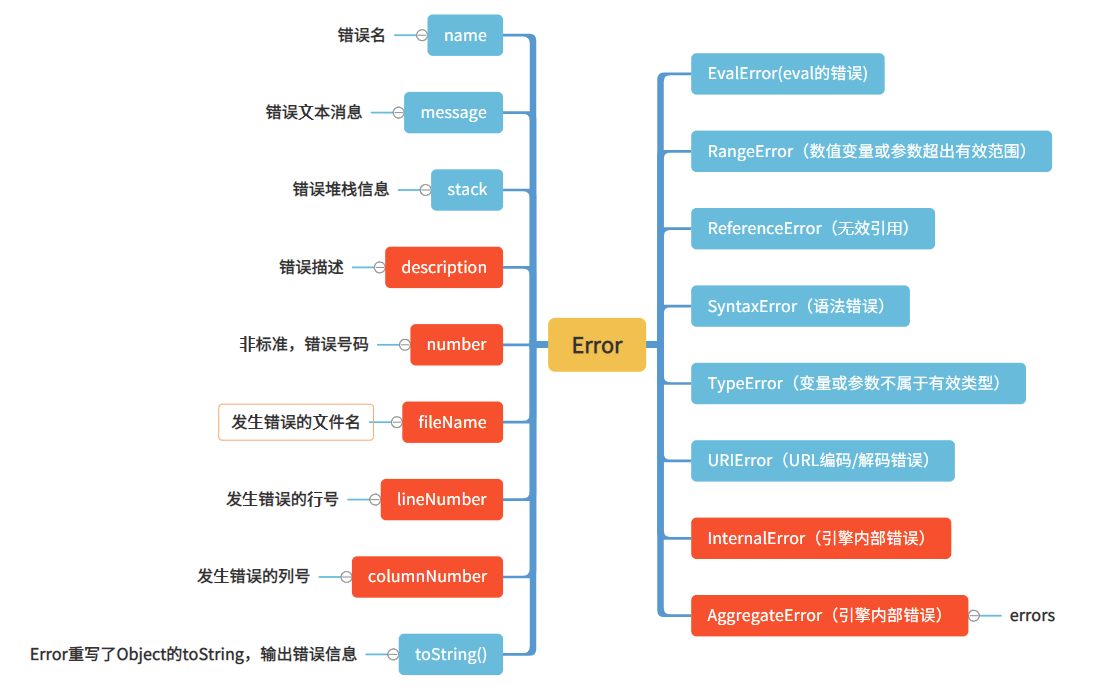 错误名
name
错误文本消息
message
错误堆栈信息
stack
错误描述
description
非标准，错误号码
number
发生错误的文件名
fileName
发生错误的行号
lineNumber
发生错误的列号
columnNumber
Error重写了Object的toString，输出错误信息
toString()
Error
EvalError(eval的错误)
RangeError（数值变量或参数超出有效范围）
ReferenceError（无效引用）
SyntaxError（语法错误）
TypeError（变量或参数不属于有效类型）
URIError（URL编码/解码错误）
InternalError（引擎内部错误）
AggregateError（引擎内部错误）
errors